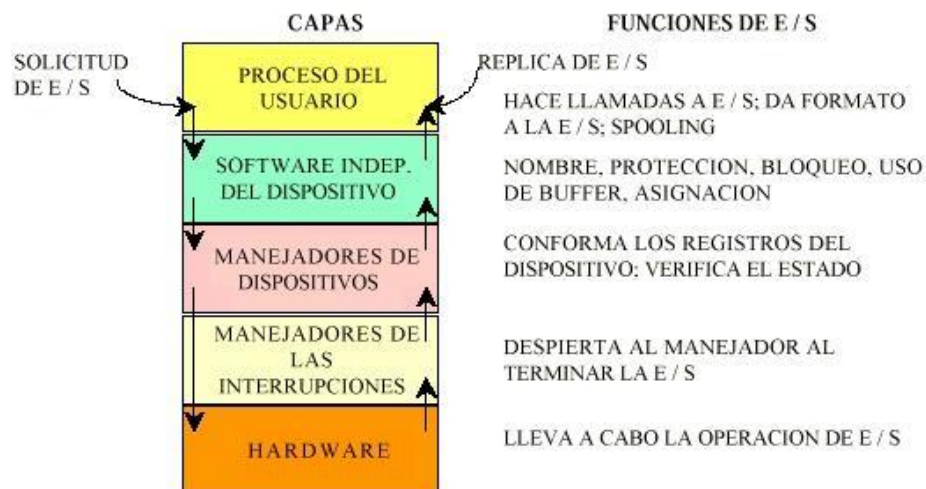 CAPAS
FUNCIONES DE E / S
SOLICITUD
DE E / S
PROCESO DEL
USUARIO
REPLICA DE E / S
HACE LLAMADAS A E / S; DA FORMATO
A LA E / S; SPOOLING
SOFTWARE INDEP.
DEL DISPOSITIVO
NOMBRE, PROTECCION, BLOQUEO, USO
DE BUFFER, ASIGNACION
MANEJADORES DE
DISPOSITIVOS
CONFORMA LOS REGISTROS DEL
DISPOSITIVO; VERIFICA EL ESTADO
MANEJADORES DE
LAS
INTERRUPCIONES
DESPIERTA AL MANEJADOR AL
TERMINAR LA E / S
HARDWARE
LLEVA A CABO LA OPERACION DE E / S